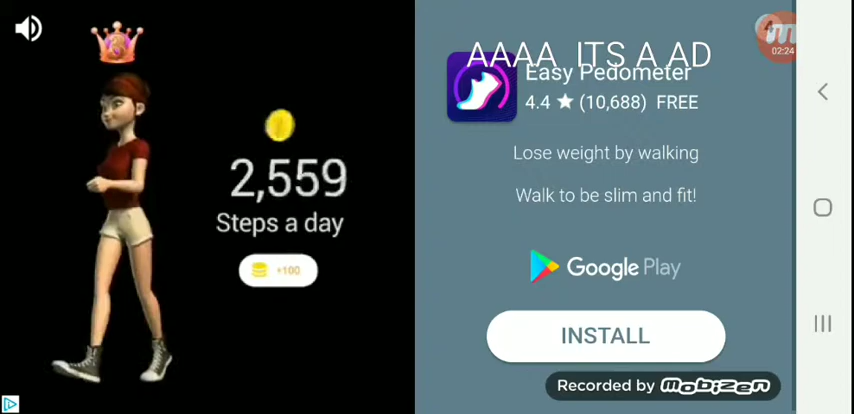 2,559
Steps a day
+100
AAAA ITS A AD
Easy Pedometer
4.4 ★ (10,688) FREE
Lose weight by walking
Walk to be slim and fit!
Google Play
INSTALL
Recorded by mobizen
02:24